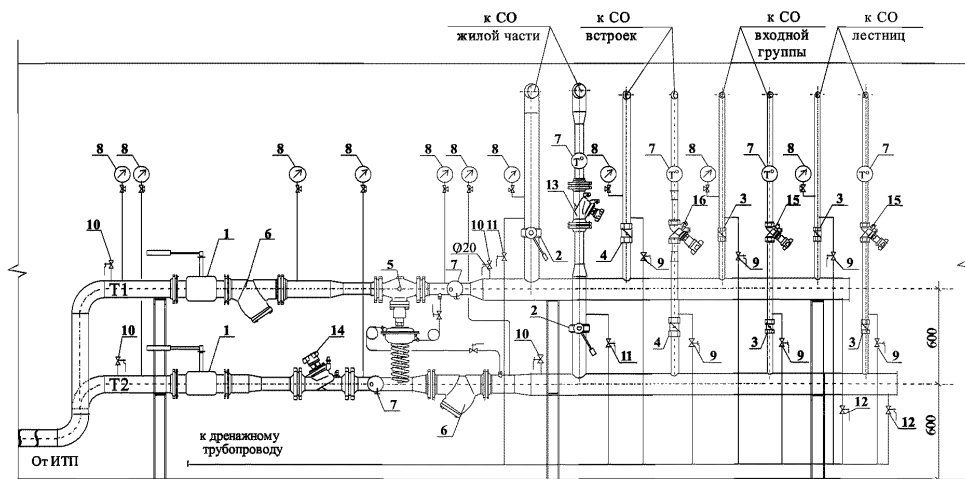 к СО
жилой части
к СО
встроек
к СО
входной
группы
к СО
лестниц
8 8 8 8 8 8 8 7 8 7 8 7 8 7
13 16 3 15 3 15
10 1 6 5 Ø20 10 11 7 2 4 9 9 9
Т1
600
10 1 14 2 10 11 4 9 3 9 3 9
Т2
7 6 12 12
600
к дренажному
трубопроводу
От ИТП